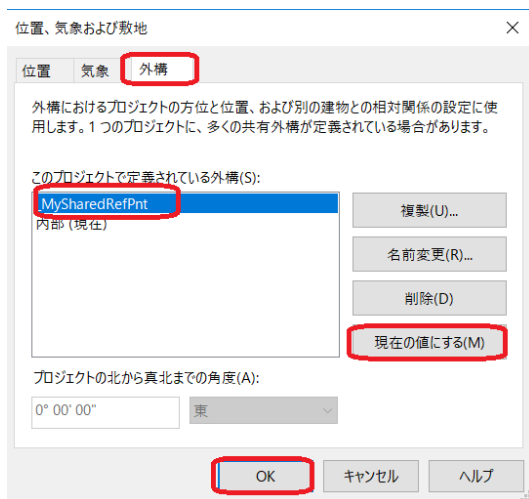 位置、気象および敷地
位置 気象 外構
外構におけるプロジェクトの方位と位置、および別の建物との相対関係の設定に使
用します。1 つのプロジェクトに、多くの共有外構が定義されている場合があります。
このプロジェクトで定義されている外構(S):
MySharedRefPnt
内部 (現在)
複製(U)...
名前変更(R)...
削除(D)
現在の値にする(M)
プロジェクトの北から真北までの角度(A):
0° 00' 00" 東
OK キャンセル ヘルプ